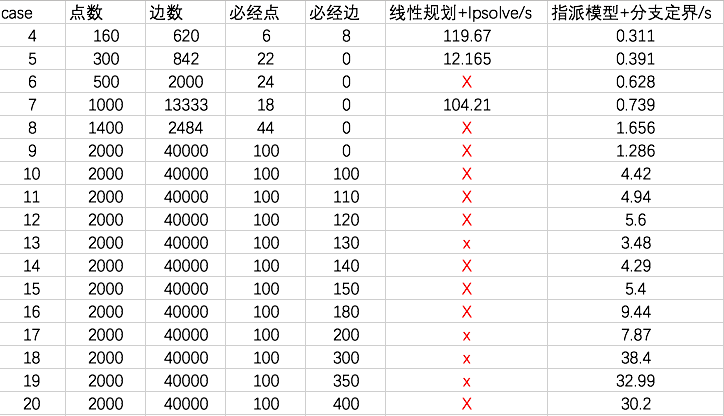 case 点数 边数 必经点 必经边 线性规划+lpsolve/s 指派模型+分支定界/s
4 160 620 6 8 119.67 0.311
5 300 842 22 0 12.165 0.391
6 500 2000 24 0 X 0.628
7 1000 13333 18 0 104.21 0.739
8 1400 2484 44 0 X 1.656
9 2000 40000 100 0 X 1.286
10 2000 40000 100 100 X 4.42
11 2000 40000 100 110 X 4.94
12 2000 40000 100 120 X 5.6
13 2000 40000 100 130 x 3.48
14 2000 40000 100 140 X 4.29
15 2000 40000 100 150 X 5.4
16 2000 40000 100 180 X 9.44
17 2000 40000 100 200 x 7.87
18 2000 40000 100 300 x 38.4
19 2000 40000 100 350 x 32.99
20 2000 40000 100 400 X 30.2